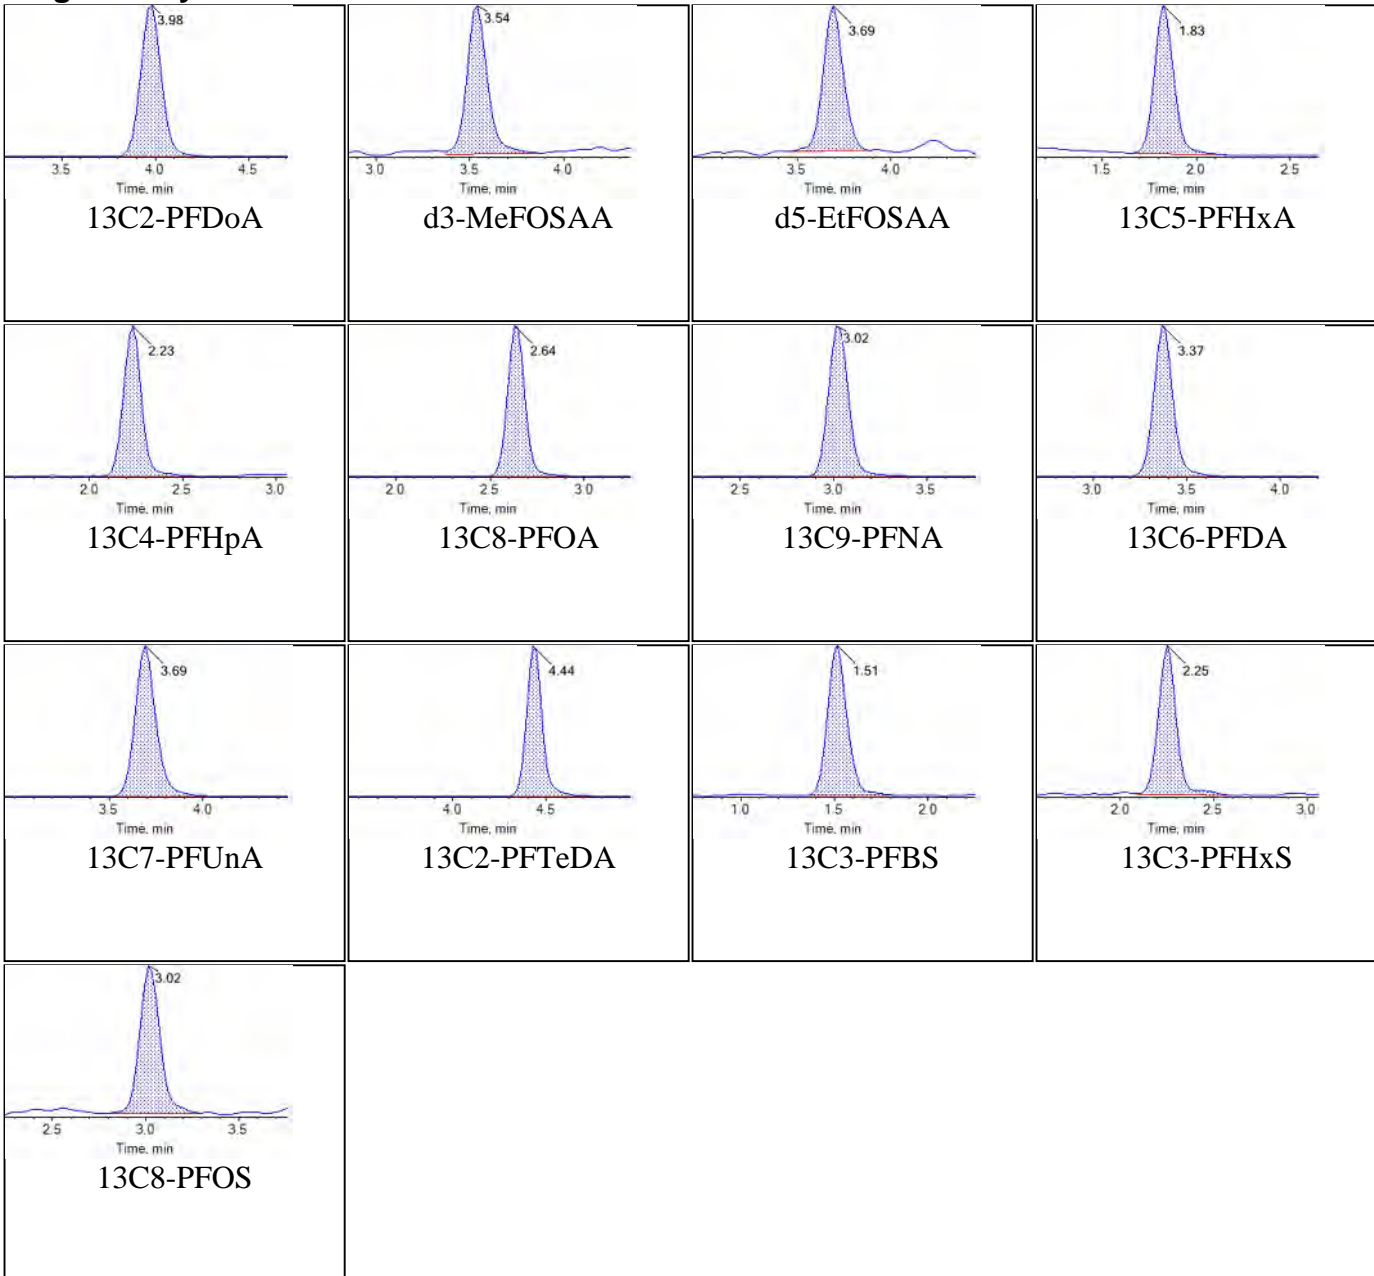 3.98
3.5 4.0 4.5
Time, min
13C2-PFDoA
3.54
3.0 3.5 4.0
Time, min
d3-MeFOSAA
3.69
3.5 4.0
Time, min
d5-EtFOSAA
1.83
1.5 2.0 2.5
Time, min
13C5-PFHxA
2.23
2.0 2.5 3.0
Time, min
13C4-PFHpA
2.64
2.0 2.5 3.0
Time, min
13C8-PFOA
3.02
2.5 3.0 3.5
Time, min
13C9-PFNA
3.37
3.0 3.5 4.0
Time, min
13C6-PFDA
3.69
3.5 4.0
Time, min
13C7-PFUnA
4.44
4.0 4.5
Time, min
13C2-PFTeDA
1.51
1.0 1.5 2.0
Time, min
13C3-PFBS
2.25
2.0 2.5 3.0
Time, min
13C3-PFHxS
3.02
2.5 3.0 3.5
Time, min
13C8-PFOS